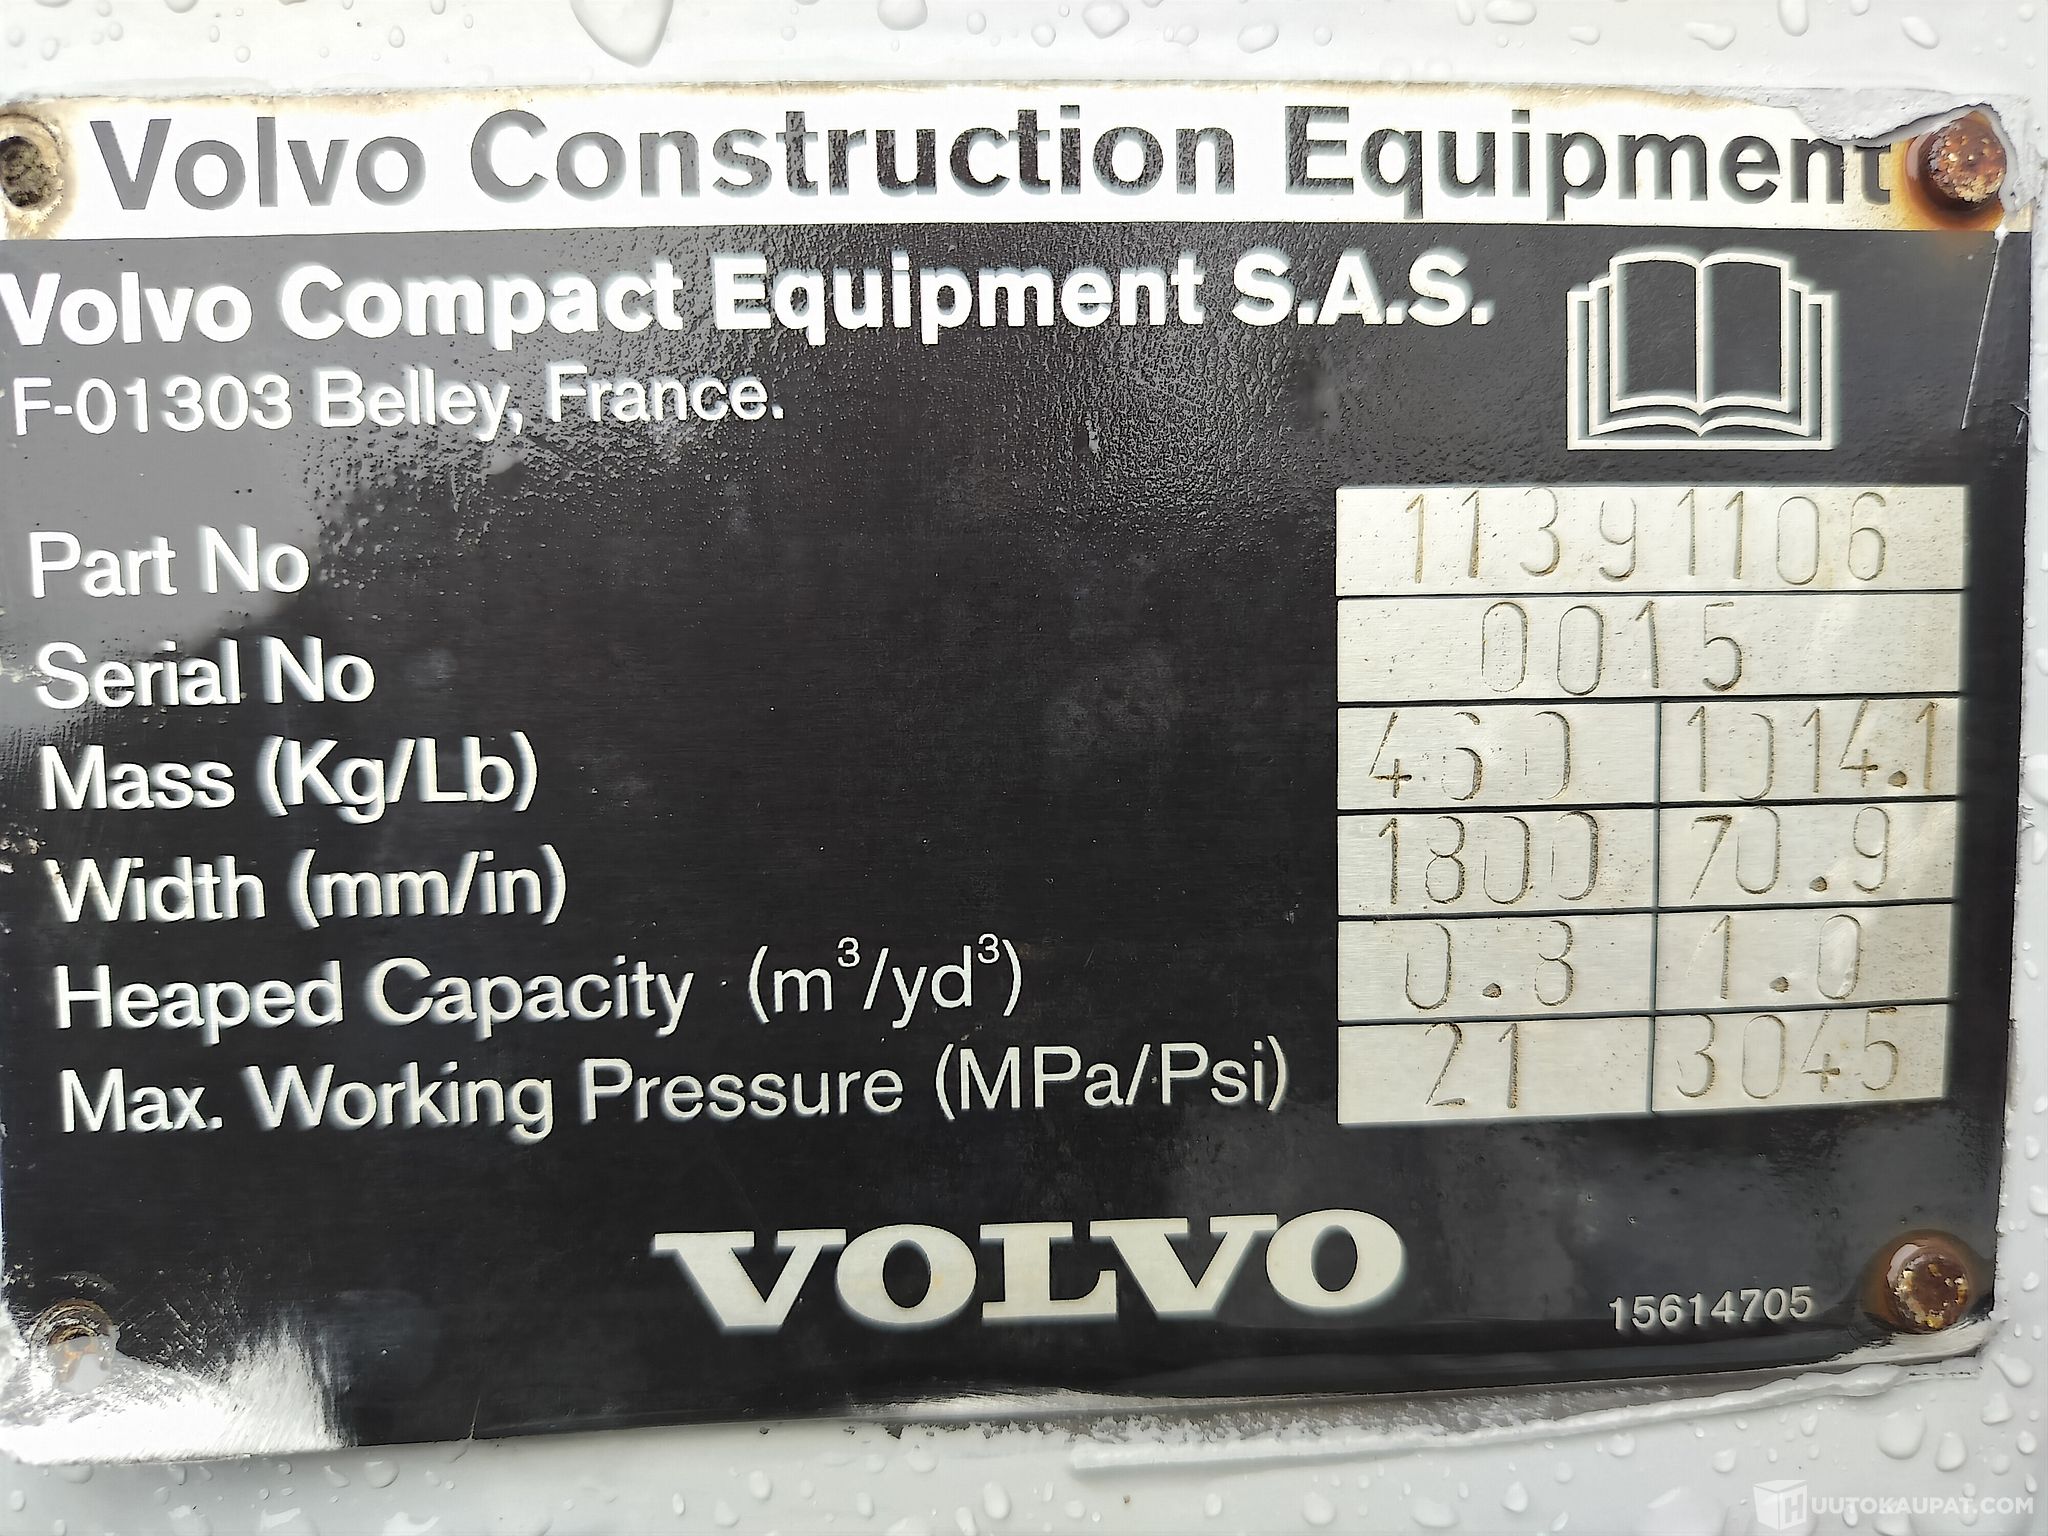 Volvo Construction Equipment
Volvo Compact Equipment S.A.S.
F-01303 Belley, France.
Part No 11391106
Serial No 0015
Mass (Kg/Lb) 460 1014.1
Width (mm/in) 1800 70.9
Heaped Capacity (m³/yd³) 0.8 1.0
Max. Working Pressure (MPa/Psi) 21 3045
VOLVO
15614705
HUUTOKAUPAT.COM